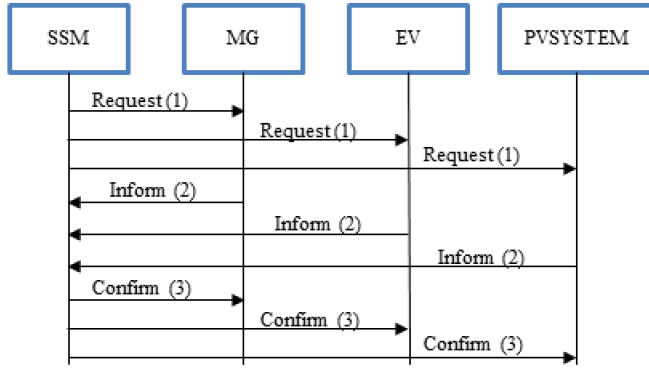 SSM MG EV PVSYSTEM
Request (1)
Request (1)
Request (1)
Inform (2)
Inform (2)
Inform (2)
Confirm (3)
Confirm (3)
Confirm (3)